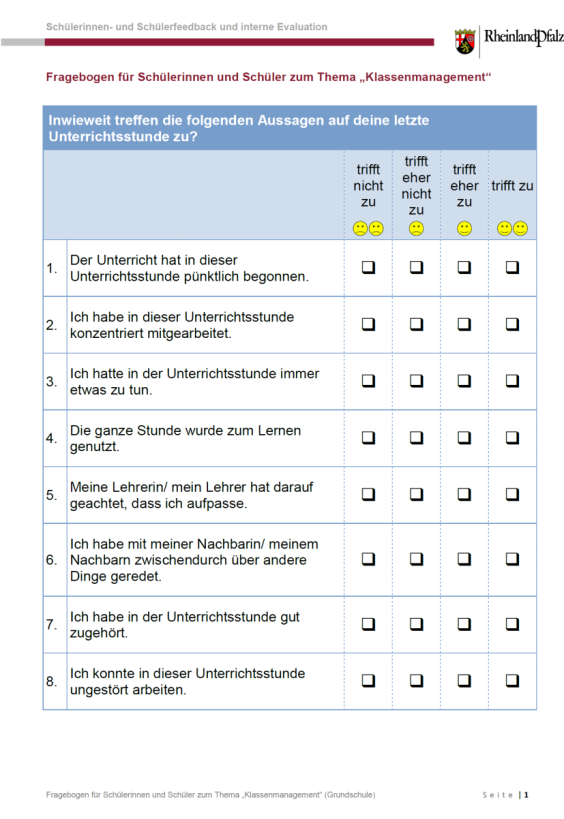 Schülerinnen- und Schülerfeedback und interne Evaluation
RheinlandPfalz
Fragebogen für Schülerinnen und Schüler zum Thema „Klassenmanagement“
Inwieweit treffen die folgenden Aussagen auf deine letzte
Unterrichtsstunde zu?
trifft
nicht
zu
trifft
eher
nicht
zu
trifft
eher
zu
trifft zu
1.
Der Unterricht hat in dieser
Unterrichtsstunde pünktlich begonnen.
2.
Ich habe in dieser Unterrichtsstunde
konzentriert mitgearbeitet.
3.
Ich hatte in der Unterrichtsstunde immer
etwas zu tun.
4.
Die ganze Stunde wurde zum Lernen
genutzt.
5.
Meine Lehrerin/ mein Lehrer hat darauf
geachtet, dass ich aufpasse.
6.
Ich habe mit meiner Nachbarin/ meinem
Nachbarn zwischendurch über andere
Dinge geredet.
7.
Ich habe in der Unterrichtsstunde gut
zugehört.
8.
Ich konnte in dieser Unterrichtsstunde
ungestört arbeiten.
Fragebogen für Schülerinnen und Schüler zum Thema „Klassenmanagement“ (Grundschule)
Seite | 1